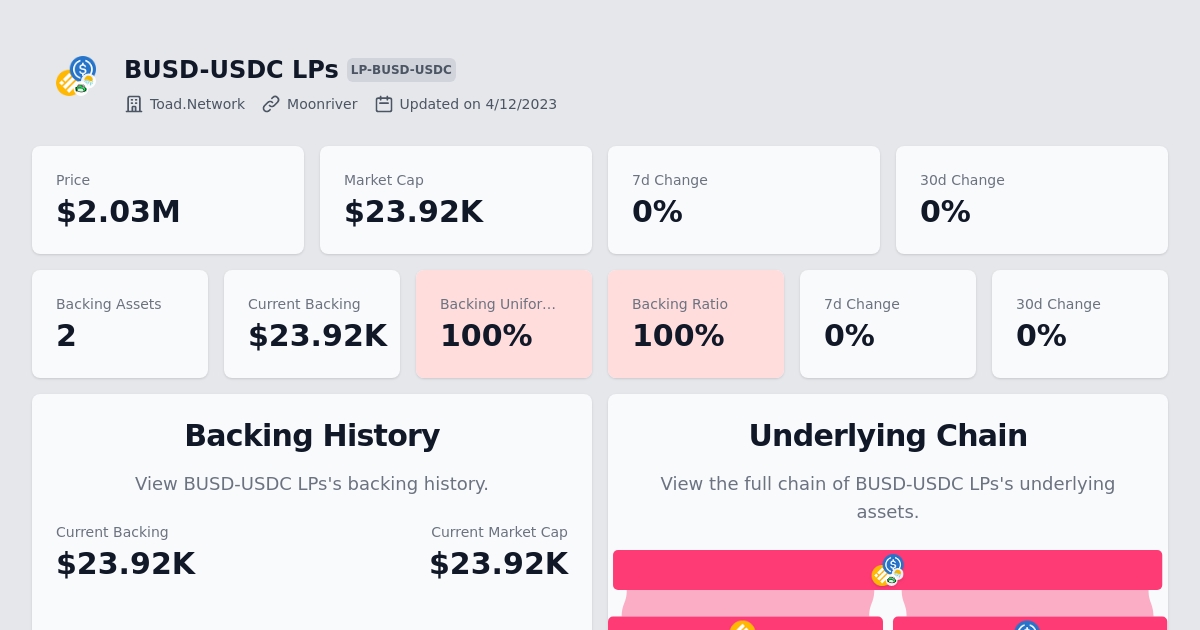 BUSD-USDC LPs LP-BUSD-USDC
Toad.Network Moonriver Updated on 4/12/2023
Price Market Cap 7d Change 30d Change
$2.03M $23.92K 0% 0%
Backing Assets Current Backing Backing Unifor... Backing Ratio 7d Change 30d Change
2 $23.92K 100% 100% 0% 0%
Backing History
View BUSD-USDC LPs's backing history.
Current Backing Current Market Cap
$23.92K $23.92K
Underlying Chain
View the full chain of BUSD-USDC LPs's underlying
assets.